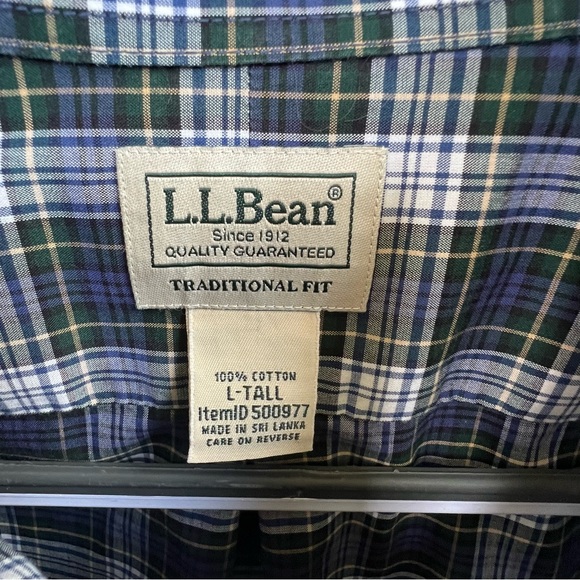 L.L.Bean®
Since 1912
QUALITY GUARANTEED
TRADITIONAL FIT
100% COTTON
L-TALL
ItemID 500977
MADE IN SRI LANKA
CARE ON REVERSE